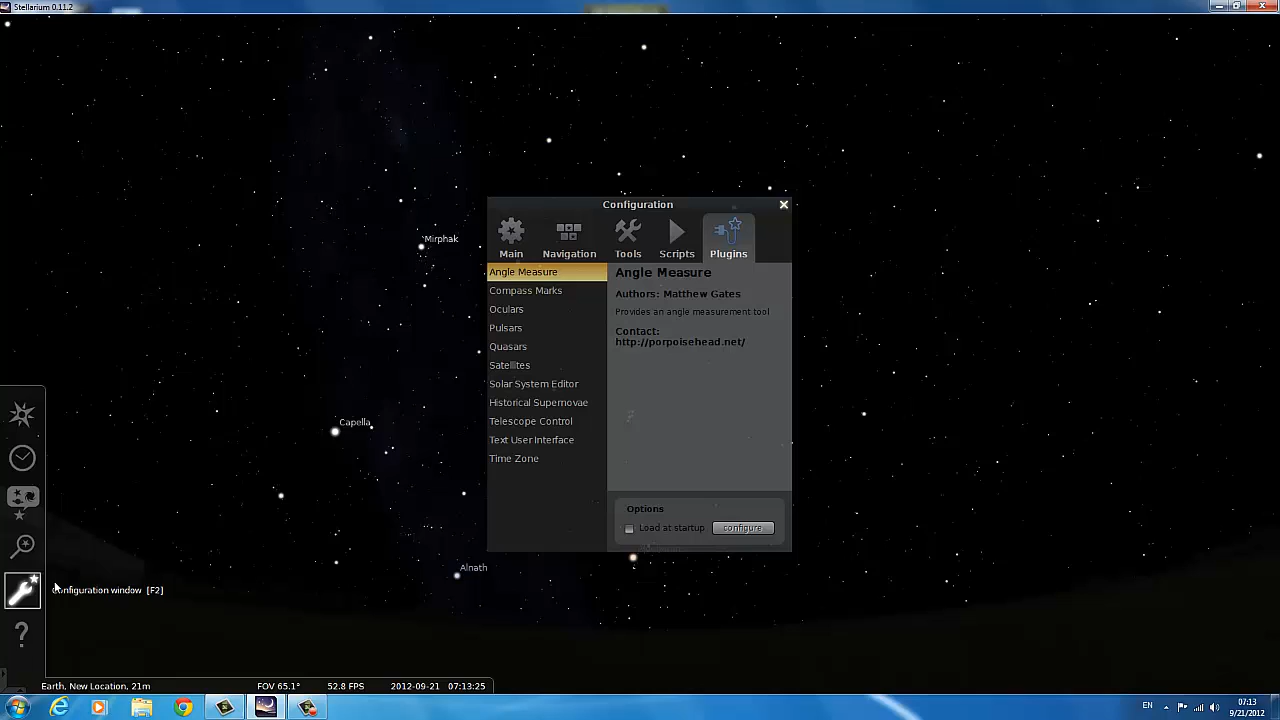 Stellarium 0.11.2
Mirphak
Capella
Alnath
Configuration
Main
Navigation
Tools
Scripts
Plugins
Angle Measure
Compass Marks
Oculars
Pulsars
Quasars
Satellites
Solar System Editor
Historical Supernovae
Telescope Control
Text User Interface
Time Zone
Angle Measure
Authors: Matthew Gates
Provides an angle measurement tool
Contact:
http://porpoisehead.net/
Options
Load at startup
configure
Configuration window [F2]
Earth, New Location, 21m
FOV 65.1°
52.8 FPS
2012-09-21 07:13:25
EN
07:13
9/21/2012